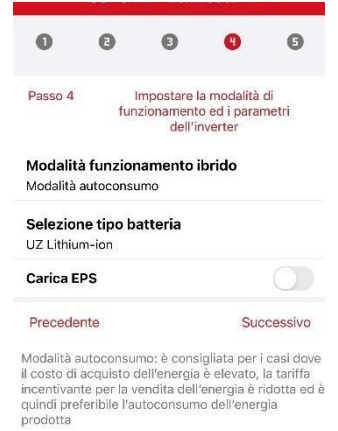 1 2 3 4 5
Passo 4
Impostare la modalità di
funzionamento ed i parametri
dell'inverter
Modalità funzionamento ibrido
Modalità autoconsumo
Selezione tipo batteria
UZ Lithium-ion
Carica EPS
Precedente Successivo
Modalità autoconsumo: è consigliata per i casi dove
il costo di acquisto dell'energia è elevato, la tariffa
incentivante per la vendita dell'energia è ridotta ed è
quindi preferibile l'autoconsumo dell'energia
prodotta